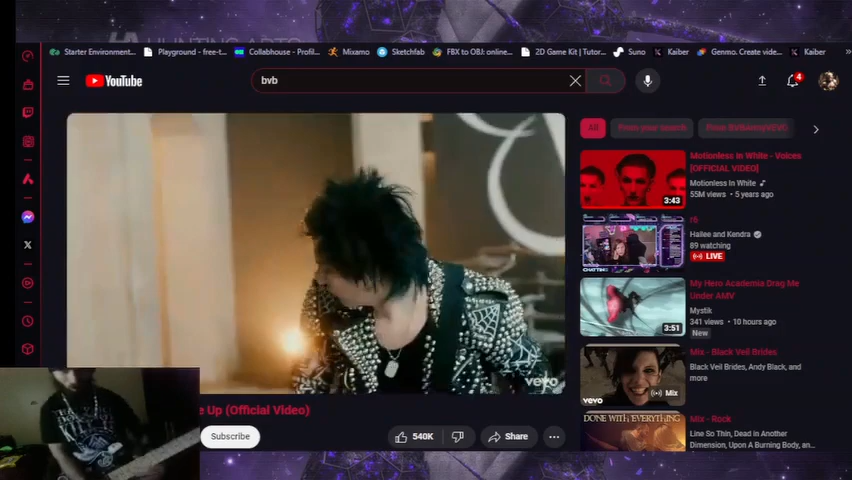 Starter Environment...
Playground - free-t...
Collabhouse - Profil...
Mixamo
Sketchfab
FBX to OBJ: online...
2D Game Kit | Tutor...
Suno
Kaiber
Genmo. Create vide...
Kaiber
»
YouTube
bvb
4
All
From your search
From BVBArmyVEVO
Motionless In White - Voices
[OFFICIAL VIDEO]
Motionless In White
55M views • 5 years ago
3:43
Hailee and Kendra
89 watching
LIVE
My Hero Academia Drag Me
Under AMV
Mystik
341 views • 10 hours ago
New
3:51
Mix - Black Veil Brides
Black Veil Brides, Andy Black, and
more
vevo
Mix
DONE WITH EVERYTHING
Mix - Rock
Line So Thin, Dead in Another
Dimension, Upon A Burning Body, an...
vevo
e Up (Official Video)
Subscribe
540K
Share